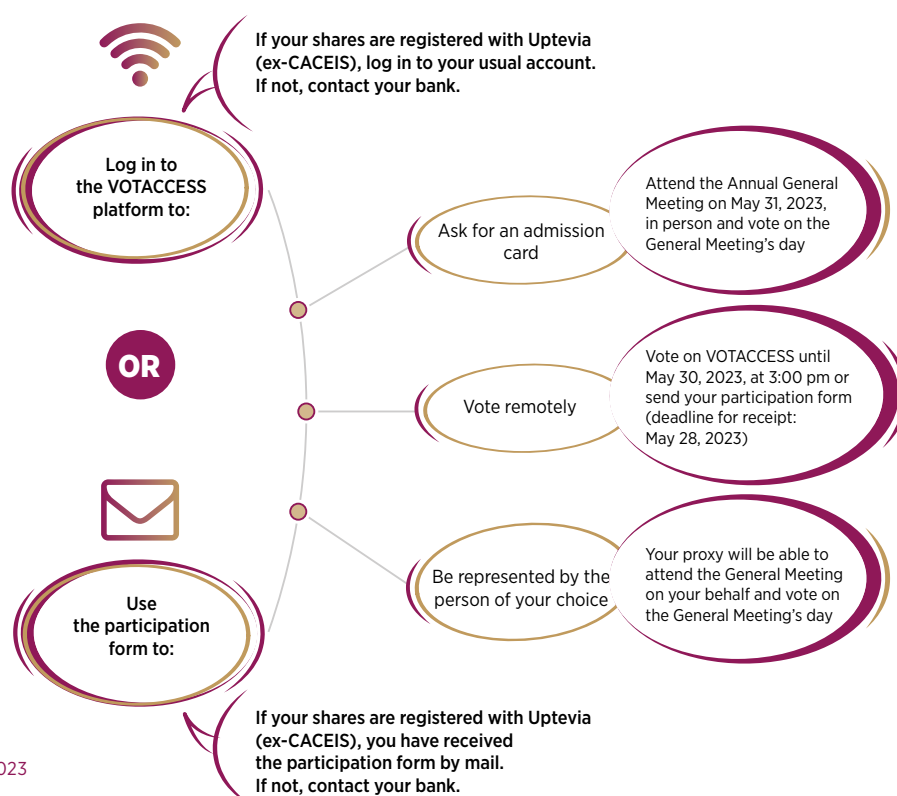 If your shares are registered with Uptevia
(ex-CACEIS), log in to your usual account.
If not, contact your bank.
Log in to
the VOTACCESS
platform to:
Ask for an admission
card
Attend the Annual General
Meeting on May 31, 2023,
in person and vote on the
General Meeting’s day
OR
Vote remotely
Vote on VOTACCESS until
May 30, 2023, at 3:00 pm or
send your participation form
(deadline for receipt:
May 28, 2023)
Be represented by the
person of your choice
Your proxy will be able to
attend the General Meeting
on your behalf and vote on
the General Meeting’s day
Use
the participation
form to:
If your shares are registered with Uptevia
(ex-CACEIS), you have received
the participation form by mail.
If not, contact your bank.
023